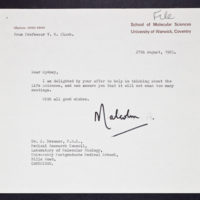 File
School of Molecular Sciences
University of Warwick, Coventry
From Professor
27th August, 1965.
Dear Sydney,
I am delighted by your offer to help in thinking about the
life sciences, and can assure you that it will not mean too many
meetings.
With all good wishes.
Malcolm
Dr. S. Brenner, F.R.S.,
Medical Research Council,
Laboratory of Molecular Biology,
University Postgraduate Medical School,
Hills Road,
CAMBRIDGE.